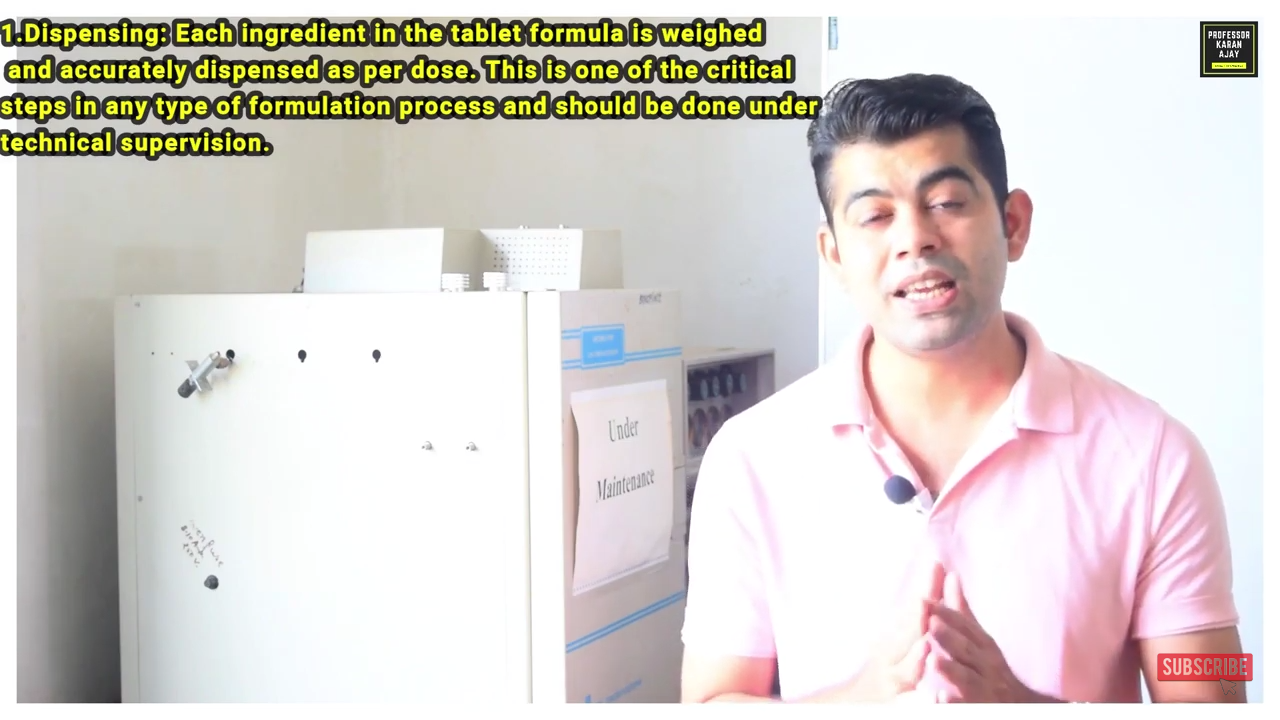 1.Dispensing: Each ingredient in the tablet formula is weighed
and accurately dispensed as per dose. This is one of the critical
steps in any type of formulation process and should be done under
technical supervision.
PROFESSOR
KARAN
AJAY
Under
Maintenance
SUBSCRIBE